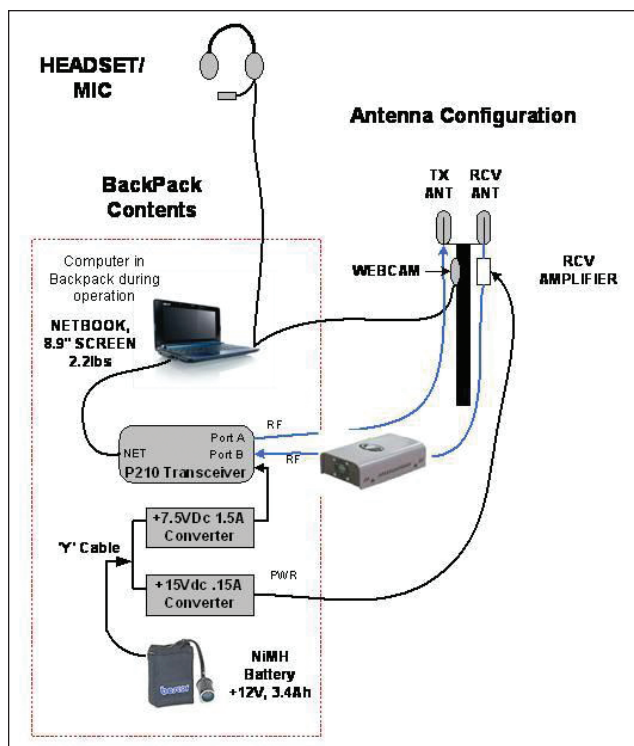 HEADSET/
MIC
Antenna Configuration
TX
ANT
RCV
ANT
BackPack
Contents
Computer in
Backpack during
operation
WEBCAM
RCV
AMPLIFIER
NETBOOK,
8.9" SCREEN
2.2lbs
RF
Port A
NET
Port B
RF
P210 Transceiver
+7.5VDc 1.5A
Converter
'Y' Cable
+15Vdc .15A
Converter
PWR
NiMH
Battery
+12V, 3.4Ah